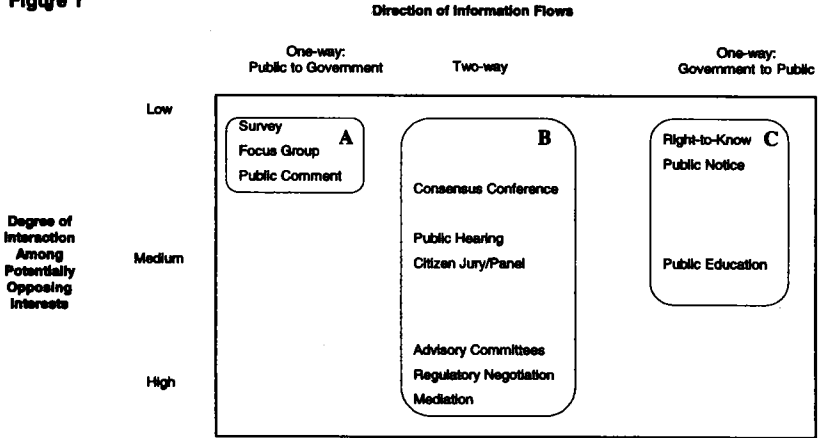 Figure 1
Direction of Information Flows
One-way:
Public to Government
Two-way
One-way:
Government to Public
Low
Survey
A
Focus Group
Public Comment
B
Right-to-Know
C
Public Notice
Consensus Conference
Degree of
Interaction
Among
Potentially
Opposing
Interests
Medium
Public Hearing
Citizen Jury/Panel
Public Education
Advisory Committees
High
Regulatory Negotiation
Mediation